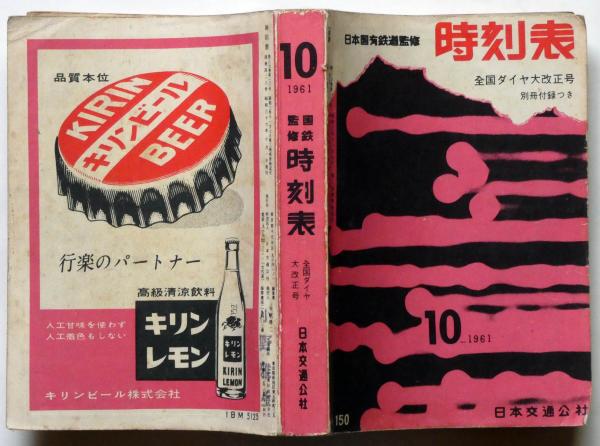 品質本位
KIRIN
キリンビール
BEER
行楽のパートナー
高級清涼飲料
キリン
レモン
人工甘味を使わず
人工着色もしない
キリン
レモン
KIRIN
LEMON
キリンビール株式会社
IBM 5125
10
1961
国鉄
監修
時刻表
全国ダイヤ
大改正号
日本交通公社
日本国有鉄道監修
時刻表
全国ダイヤ大改正号
別冊付録つき
10
1961
150
日本交通公社